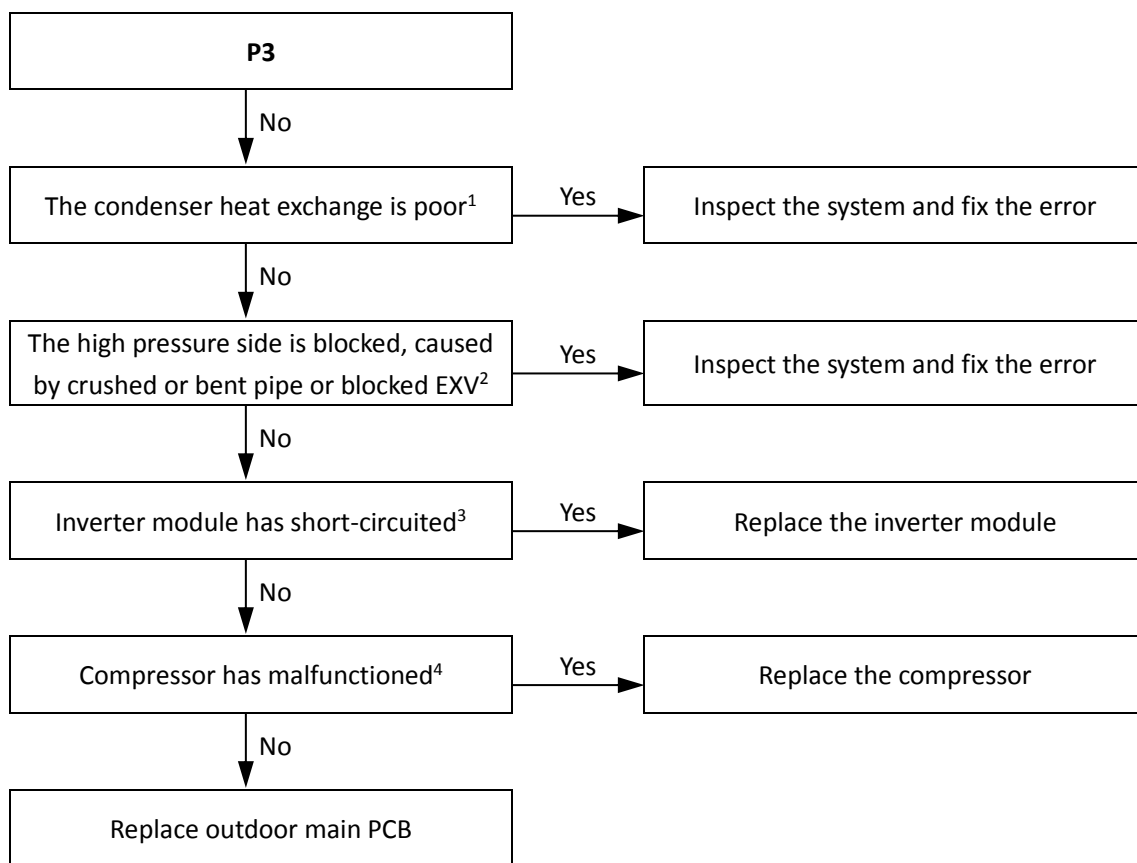 P3
No
The condenser heat exchange is poor¹
Yes
Inspect the system and fix the error
No
The high pressure side is blocked, caused
by crushed or bent pipe or blocked EXV²
Yes
Inspect the system and fix the error
No
Inverter module has short-circuited³
Yes
Replace the inverter module
No
Compressor has malfunctioned⁴
Yes
Replace the compressor
No
Replace outdoor main PCB